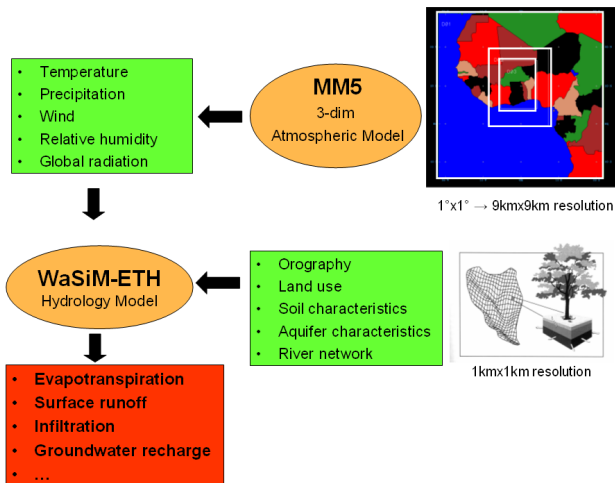 • Temperature
• Precipitation
• Wind
• Relative humidity
• Global radiation
MM5
3-dim
Atmospheric Model
1°x1° → 9kmx9km resolution
WaSiM-ETH
Hydrology Model
• Orography
• Land use
• Soil characteristics
• Aquifer characteristics
• River network
1kmx1km resolution
• Evapotranspiration
• Surface runoff
• Infiltration
• Groundwater recharge
• ...